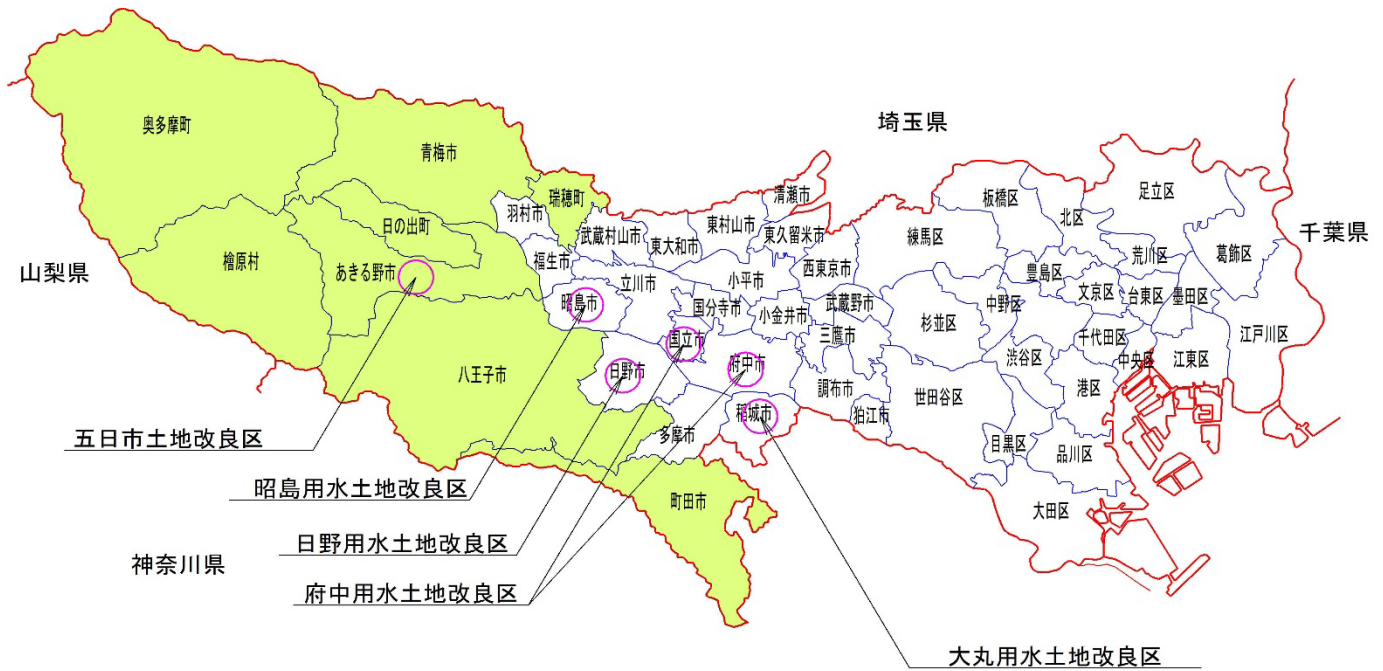 奥多摩町
青梅市
埼玉県
瑞穂町
羽村市
清瀬市
板橋区
足立区
北区
日の出町
武蔵村山市
東大和市
東村山市
東久留米市
練馬区
千葉県
山梨県
檜原村
あきる野市
福生市
立川市
小平市
西東京市
豊島区
荒川区
葛飾区
昭島市
国分寺市
小金井市
武蔵野市
中野区
文京区
台東区
墨田区
杉並区
国立市
三鷹市
千代田区
江戸川区
八王子市
日野市
府中市
調布市
渋谷区
中央区
江東区
世田谷区
港区
稲城市
狛江市
多摩市
目黒区
品川区
五日市土地改良区
昭島用水土地改良区
町田市
大田区
日野用水土地改良区
神奈川県
府中用水土地改良区
大丸用水土地改良区